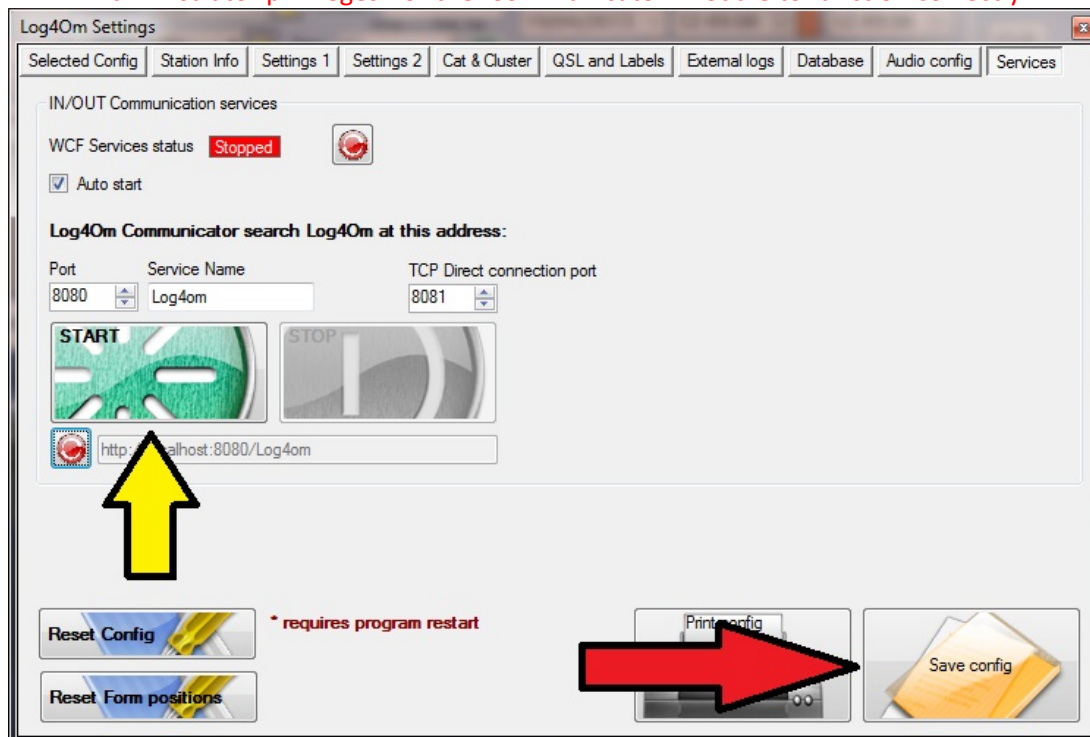 Log4Om Settings
Selected Config Station Info Settings 1 Settings 2 Cat & Cluster QSL and Labels External logs Database Audio config Services
IN/OUT Communication services
WCF Services status Stopped
Auto start
Log4Om Communicator search Log4Om at this address:
Port Service Name TCP Direct connection port
8080 Log4om 8081
START STOP
:8080/Log4om
Reset Config * requires program restart Print config
Save config
Reset Form positions